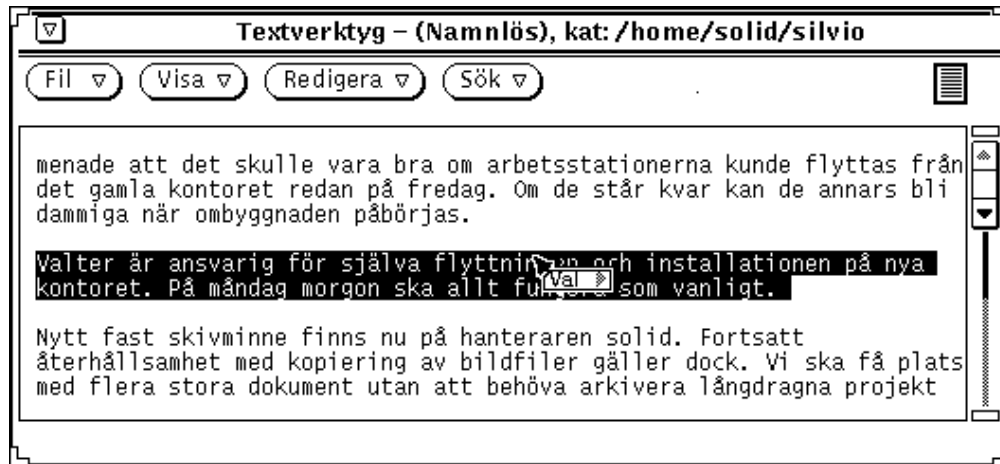 Textverktyg – (Namnlös), kat: /home/solid/silvio
Fil Visa Redigera Sök
menade att det skulle vara bra om arbetsstationerna kunde flyttas från
det gamla kontoret redan på fredag. Om de står kvar kan de annars bli
dammiga när ombyggnaden påbörjas.
Valter är ansvarig för själva och installationen på nya
kontoret. På måndag morgon ska allt som vanligt.
Val
Nytt fast skivminne finns nu på hanteraren solid. Fortsatt
återhållsamhet med kopiering av bildfiler gäller dock. Vi ska få plats
med flera stora dokument utan att behöva arkivera långdragna projekt